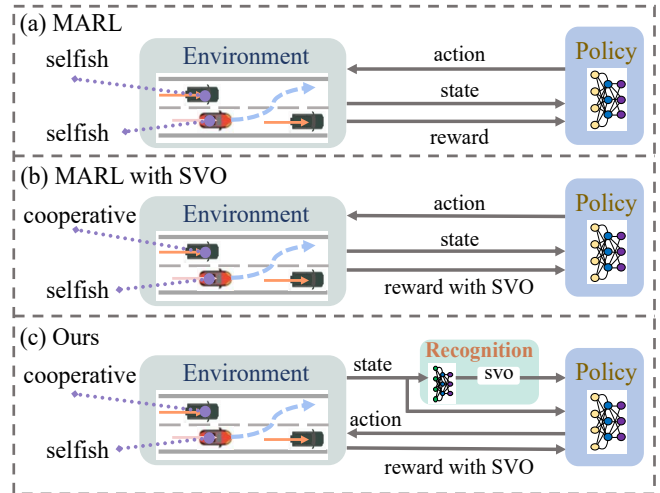 (a) MARL
selfish
selfish
Environment
action
state
reward
Policy
(b) MARL with SVO
cooperative
selfish
Environment
action
state
reward with SVO
Policy
(c) Ours
cooperative
selfish
Environment
state
Recognition
svo
action
reward with SVO
Policy